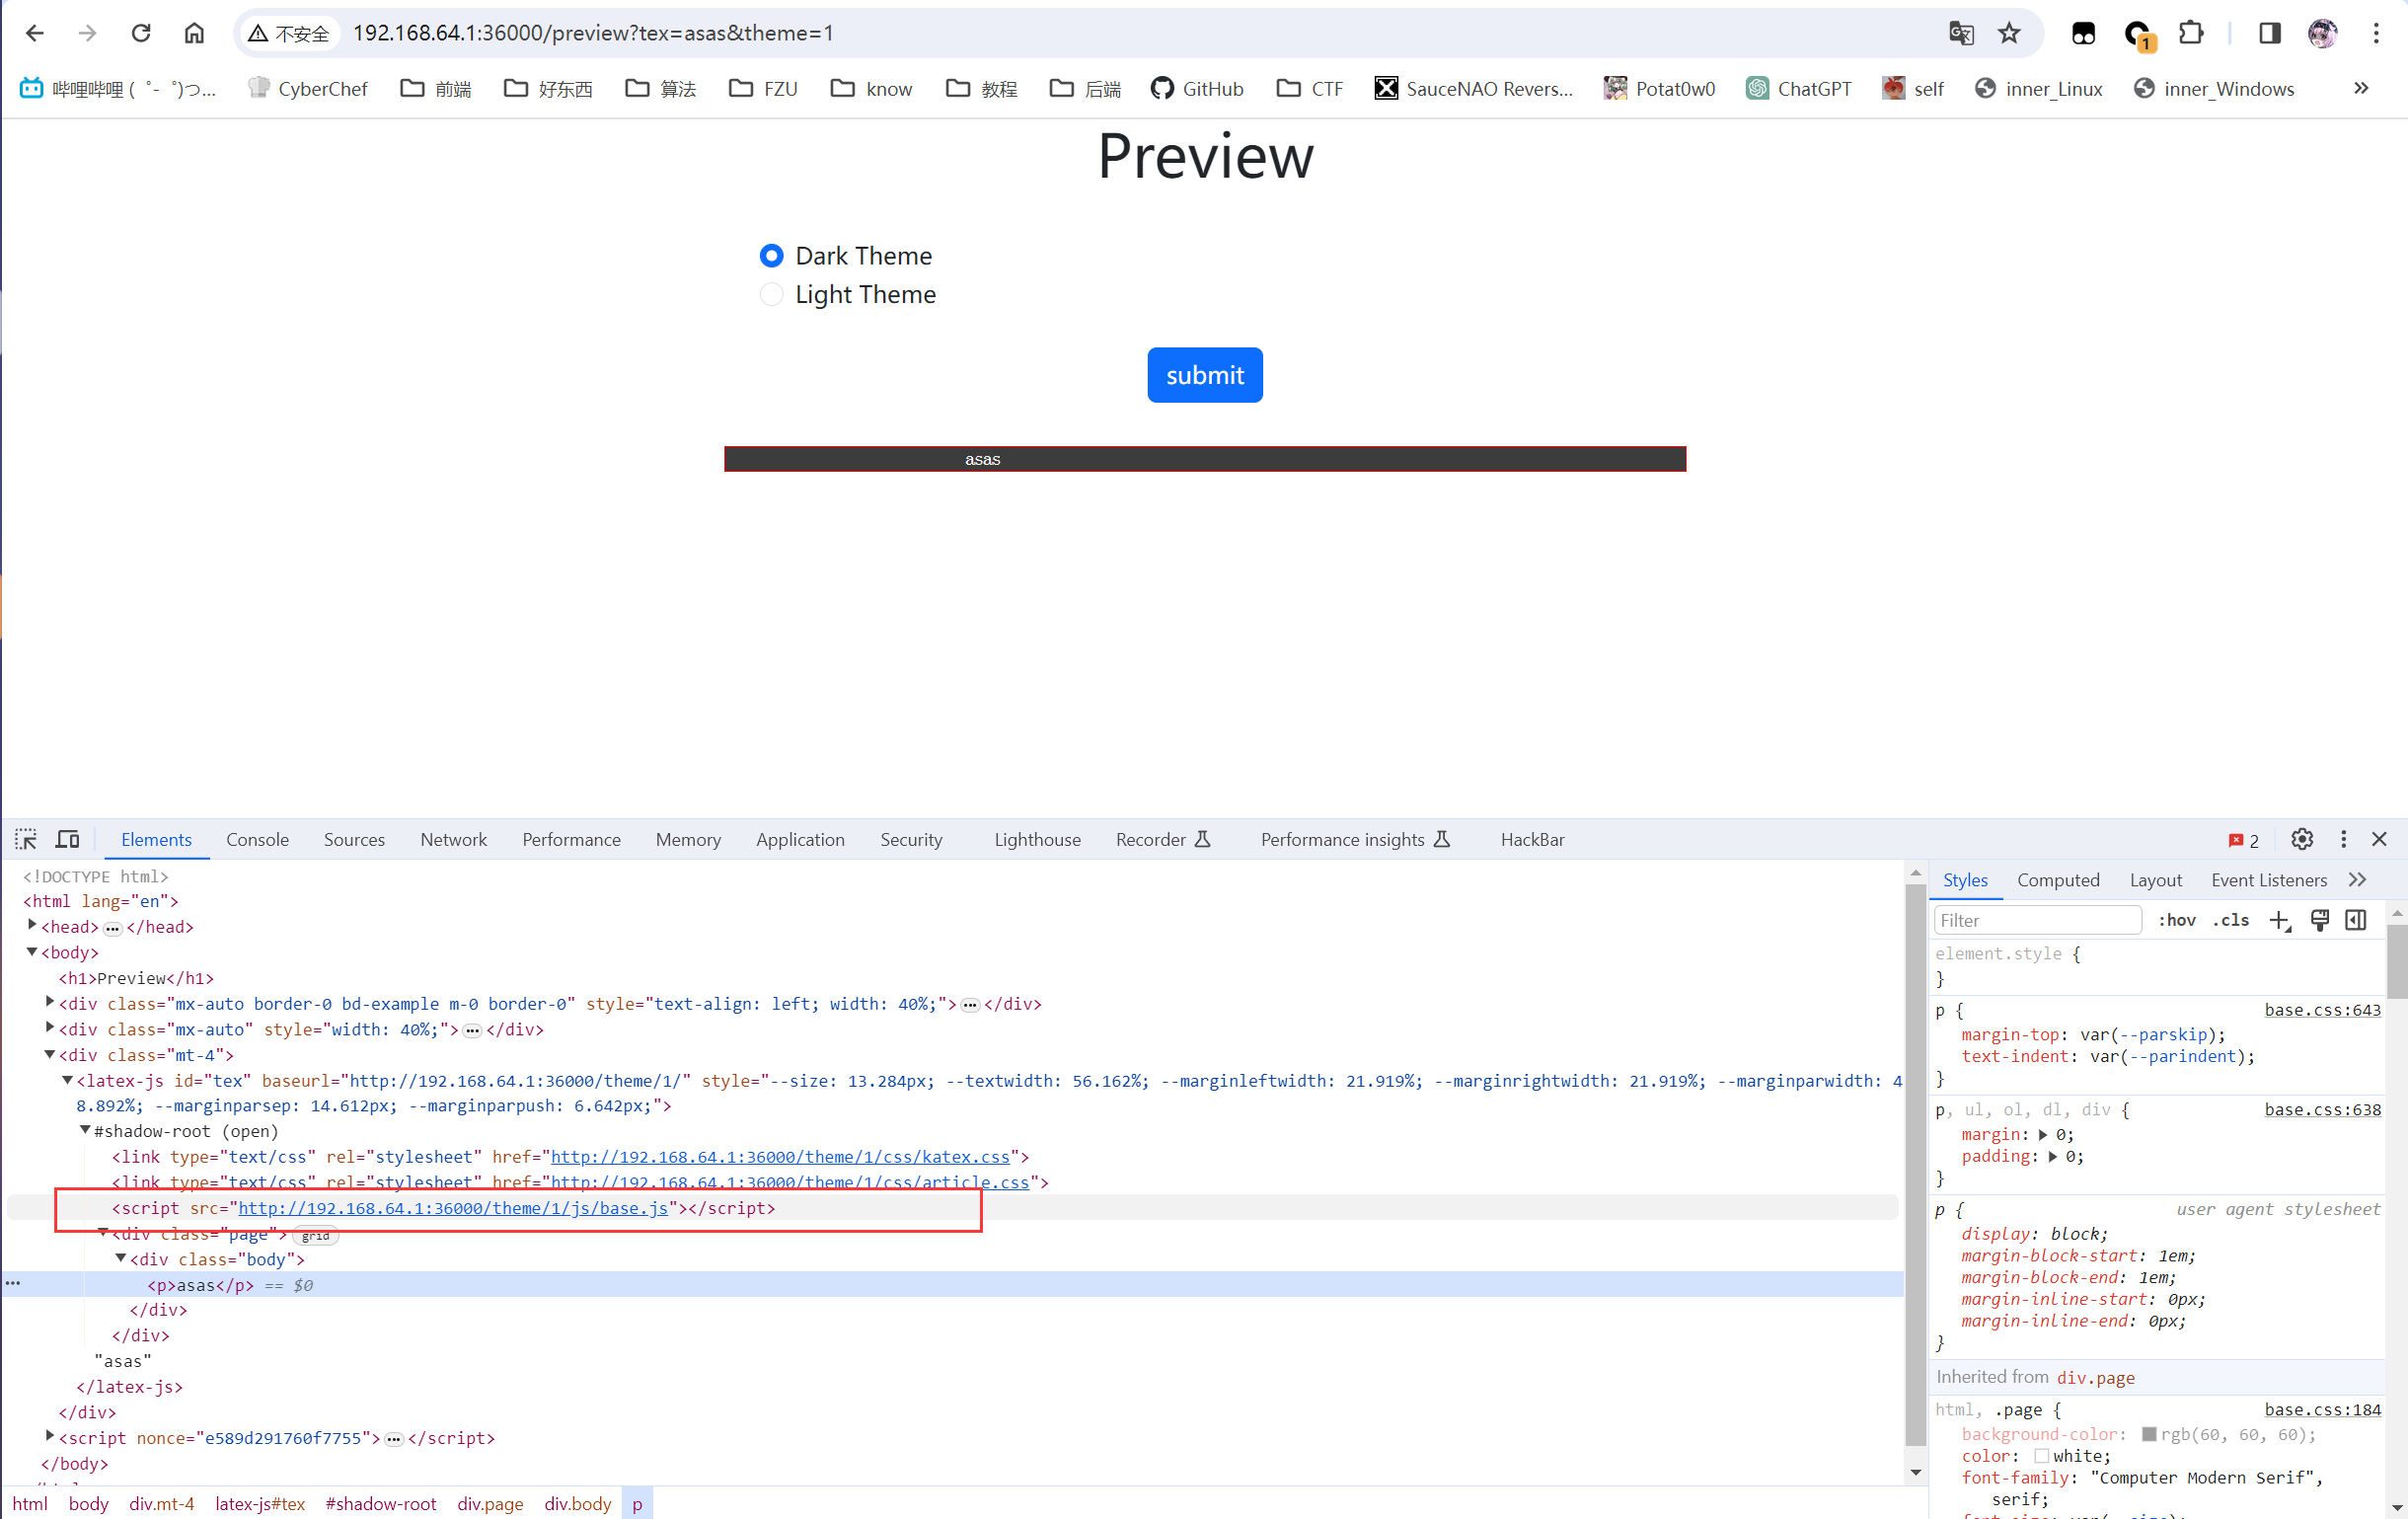 不安全 192.168.64.1:36000/preview?tex=asas&theme=1 1
哔哩哔哩 (゜-゜)つ... CyberChef 前端 好东西 算法 FZU know 教程 后端 GitHub CTF SauceNAO Revers... Potat0w0 ChatGPT self inner_Linux inner_Windows »
Preview
Dark Theme
Light Theme
submit
asas
Elements Console Sources Network Performance Memory Application Security Lighthouse Recorder Performance insights HackBar 2
<!DOCTYPE html>
<html lang="en">
<head>…</head>
<body>
<h1>Preview</h1>
<div class="mx-auto border-0 bd-example m-0 border-0" style="text-align: left; width: 40%;">…</div>
<div class="mx-auto" style="width: 40%;">…</div>
<div class="mt-4">
<latex-js id="tex" baseurl="http://192.168.64.1:36000/theme/1/" style="--size: 13.284px; --textwidth: 56.162%; --marginleftwidth: 21.919%; --marginrightwidth: 21.919%; --marginparwidth: 4
8.892%; --marginparsep: 14.612px; --marginparpush: 6.642px;">
#shadow-root (open)
<link type="text/css" rel="stylesheet" href="http://192.168.64.1:36000/theme/1/css/katex.css">
<link type="text/css" rel="stylesheet" href="http://192.168.64.1:36000/theme/1/css/article.css">
<script src="http://192.168.64.1:36000/theme/1/js/base.js"></script>
<div class="page"> grid
<div class="body">
<p>asas</p> == $0
</div>
</div>
"asas"
</latex-js>
</div>
<script nonce="e589d291760f7755">…</script>
</body>
html body div.mt-4 latex-js#tex #shadow-root div.page div.body p
Styles Computed Layout Event Listeners »
Filter :hov .cls
element.style {
}
p { base.css:643
margin-top: var(--parskip);
text-indent: var(--parindent);
}
p, ul, ol, dl, div { base.css:638
margin: 0;
padding: 0;
}
p { user agent stylesheet
display: block;
margin-block-start: 1em;
margin-block-end: 1em;
margin-inline-start: 0px;
margin-inline-end: 0px;
}
Inherited from div.page
html, .page { base.css:184
background-color: rgb(60, 60, 60);
color: white;
font-family: "Computer Modern Serif",
serif;